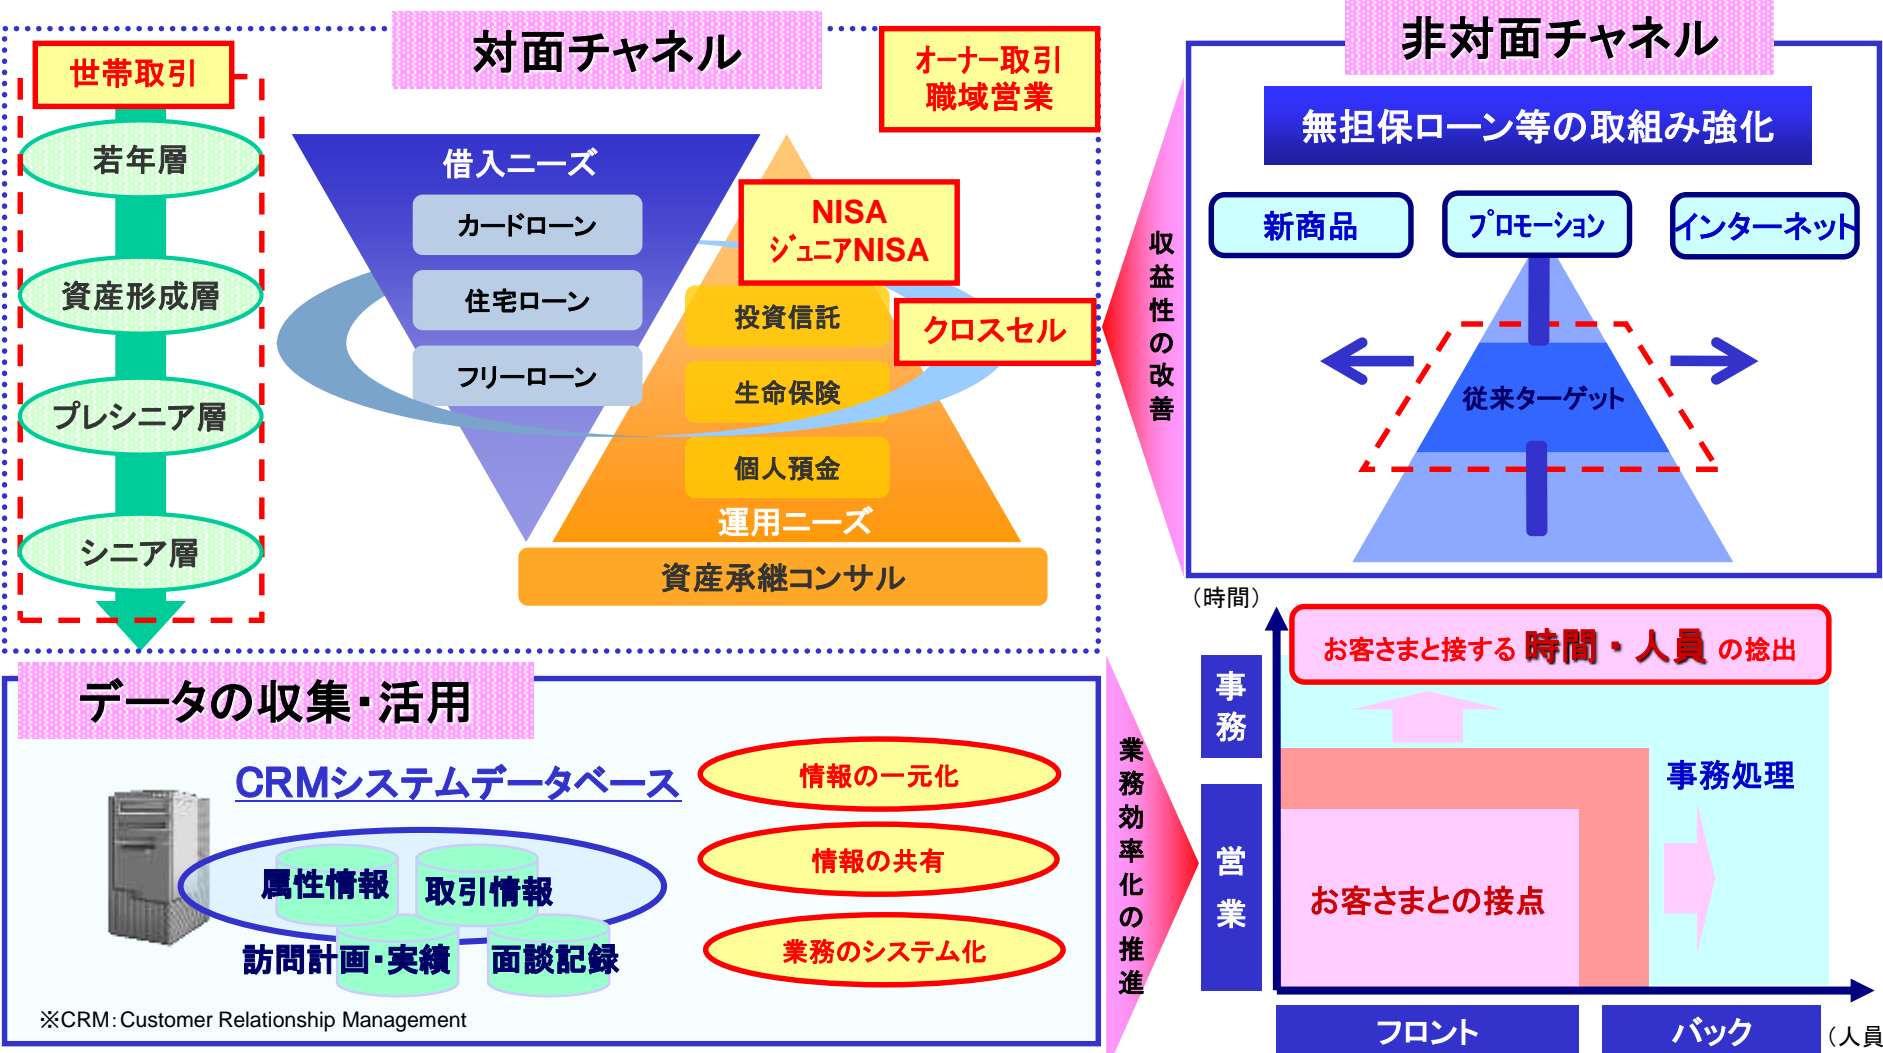 対面チャネル
世帯取引
オーナー取引
職域営業
若年層
資産形成層
プレシニア層
シニア層
借入ニーズ
カードローン
住宅ローン
フリーローン
NISA
ジュニアNISA
クロスセル
投資信託
生命保険
個人預金
運用ニーズ
資産承継コンサル
収益性の改善
非対面チャネル
無担保ローン等の取組み強化
新商品
プロモーション
インターネット
従来ターゲット
データの収集・活用
CRMシステムデータベース
属性情報
取引情報
訪問計画・実績
面談記録
情報の一元化
情報の共有
業務のシステム化
※CRM：Customer Relationship Management
業務効率化の推進
（時間）
お客さまと接する 時間・人員 の捻出
事務
営業
事務処理
お客さまとの接点
フロント
バック
（人員